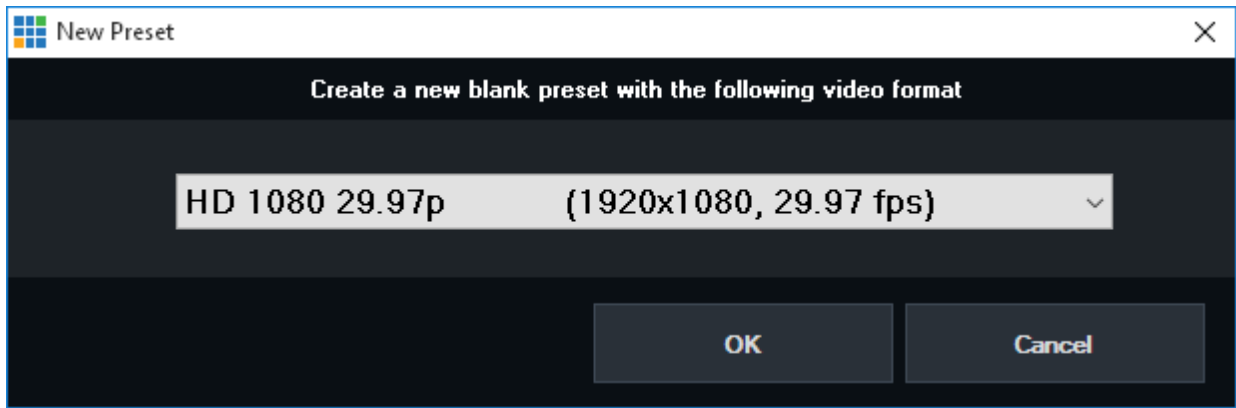 New Preset
Create a new blank preset with the following video format
HD 1080 29.97p (1920x1080, 29.97 fps)
OK Cancel